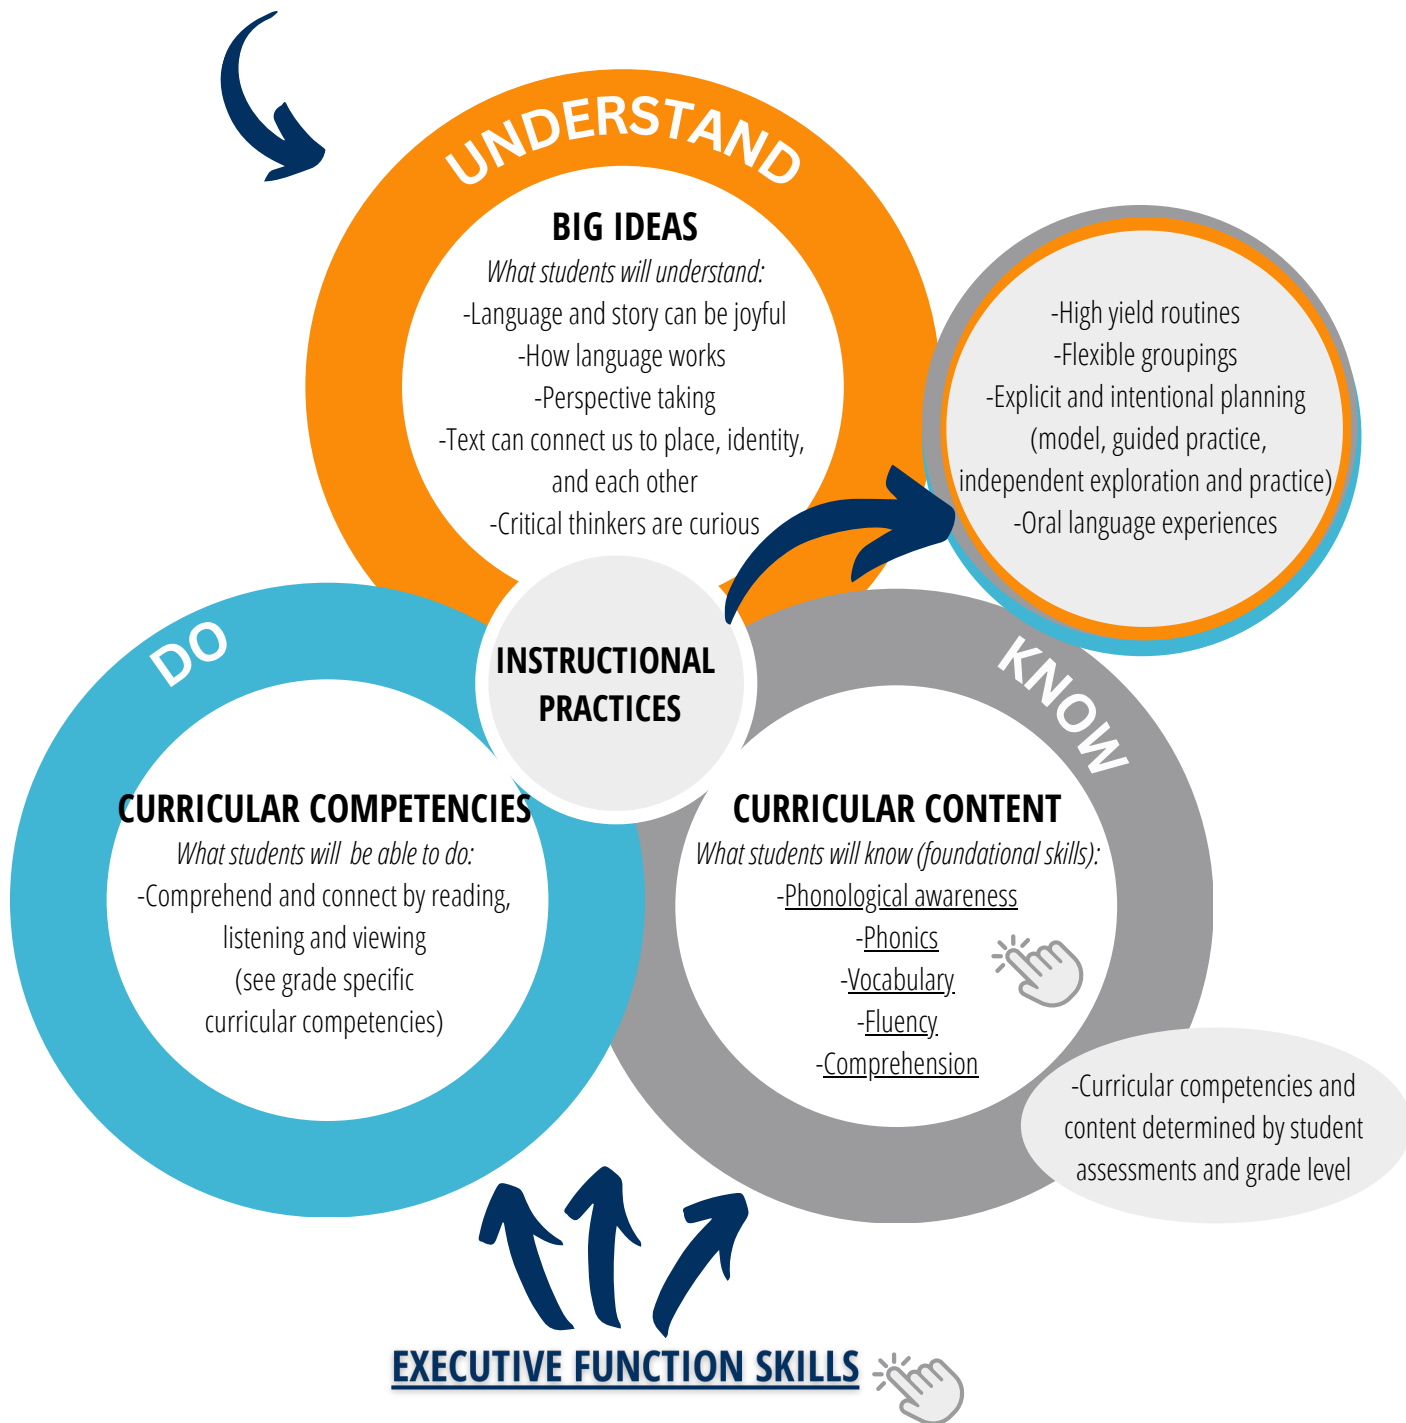 UNDERSTAND
BIG IDEAS
What students will understand:
-Language and story can be joyful
-How language works
-Perspective taking
-Text can connect us to place, identity,
and each other
-Critical thinkers are curious
-High yield routines
-Flexible groupings
-Explicit and intentional planning
(model, guided practice,
independent exploration and practice)
-Oral language experiences
INSTRUCTIONAL
PRACTICES
DO
CURRICULAR COMPETENCIES
What students will be able to do:
-Comprehend and connect by reading,
listening and viewing
(see grade specific
curricular competencies)
KNOW
CURRICULAR CONTENT
What students will know (foundational skills):
-Phonological awareness
-Phonics
-Vocabulary
-Fluency
-Comprehension
-Curricular competencies and
content determined by student
assessments and grade level
EXECUTIVE FUNCTION SKILLS